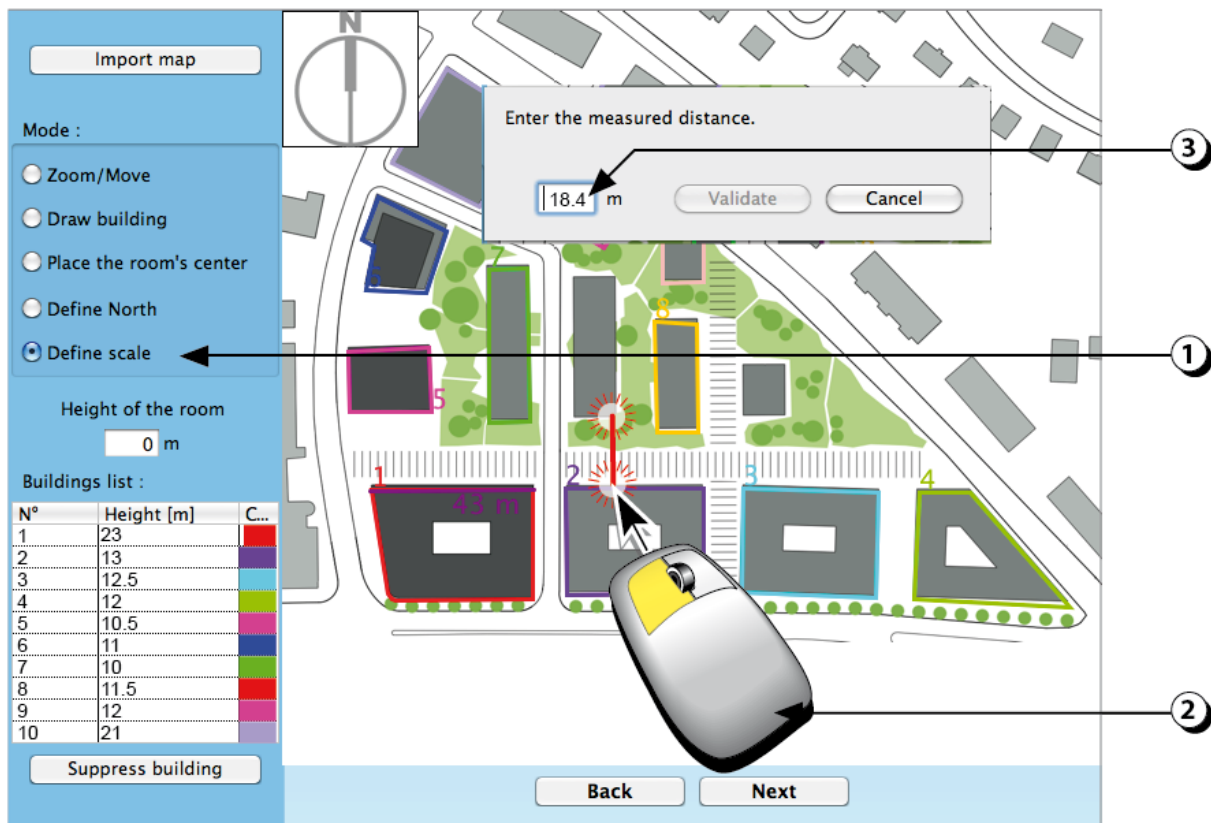 Import map
N
Mode :
Zoom/Move
Draw building
Place the room's center
Define North
Define scale
Height of the room
0 m
Buildings list :
N° Height [m] C...
1 23
2 13
3 12.5
4 12
5 10.5
6 11
7 10
8 11.5
9 12
10 21
Suppress building
Enter the measured distance.
18.4 m Validate Cancel
3
1
2
6
7
8
5
1
2
3
4
43 m
Back Next